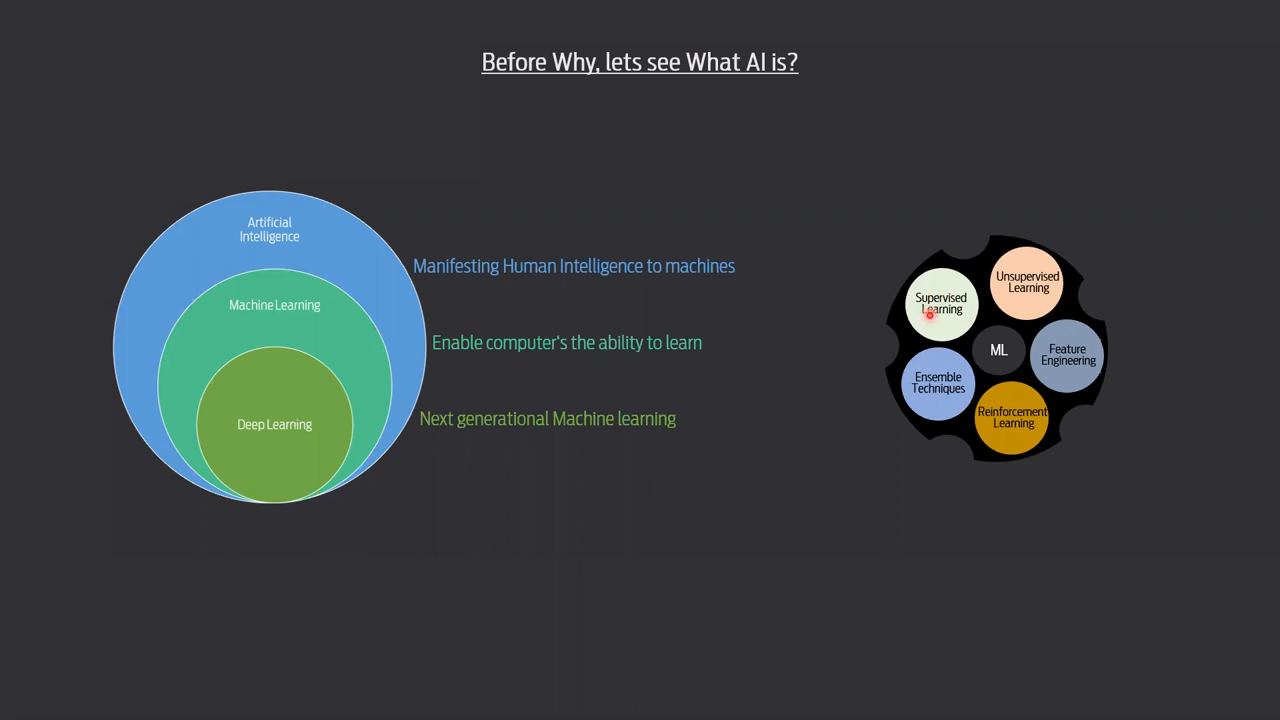 Before Why, lets see What AI is?
Artificial
Intelligence
Machine Learning
Deep Learning
Manifesting Human Intelligence to machines
Enable computer's the ability to learn
Next generational Machine learning
Supervised
Learning
Unsupervised
Learning
ML
Feature
Engineering
Ensemble
Techniques
Reinforcement
Learning